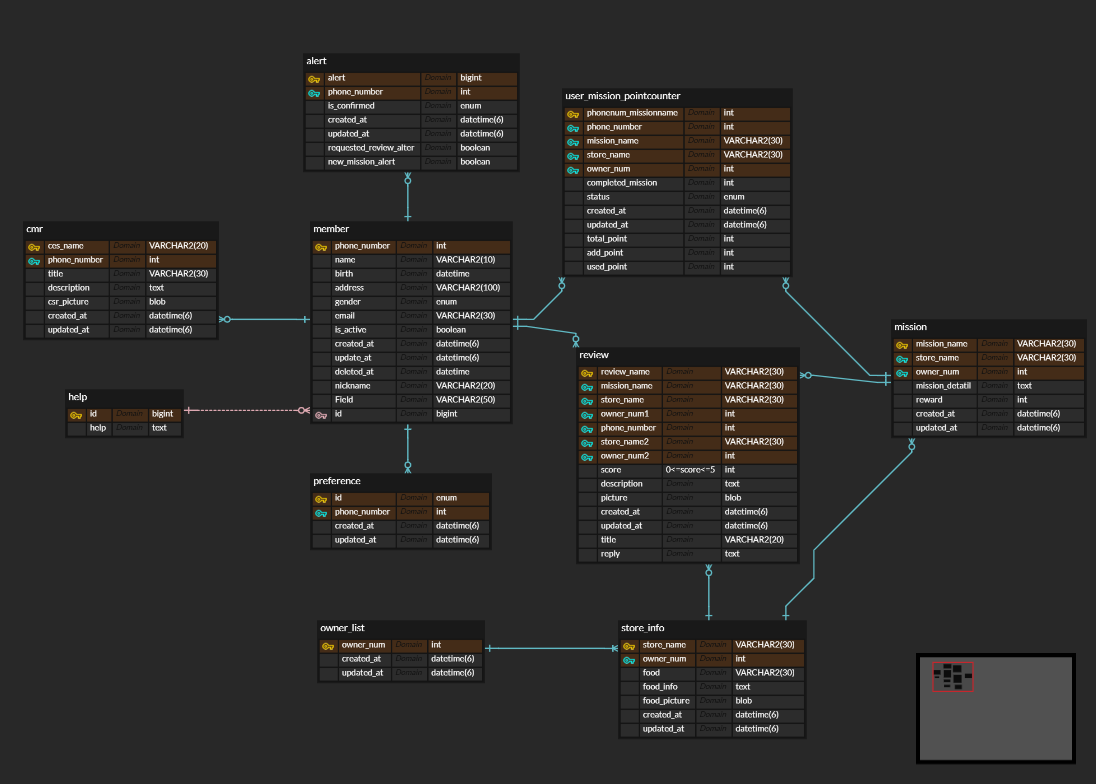 alert
alert Domain bigint
phone_number Domain int
is_confirmed Domain enum
created_at Domain datetime(6)
updated_at Domain datetime(6)
requested_review_alter Domain boolean
new_mission_alert Domain boolean
user_mission_pointcounter
phonenum_missionname Domain int
phone_number Domain int
mission_name Domain VARCHAR2(30)
store_name Domain VARCHAR2(30)
owner_num Domain int
completed_mission Domain int
status Domain enum
created_at Domain datetime(6)
updated_at Domain datetime(6)
total_point Domain int
add_point Domain int
used_point Domain int
cmr
ces_name Domain VARCHAR2(20)
phone_number Domain int
title Domain VARCHAR2(30)
description Domain text
csr_picture Domain blob
created_at Domain datetime(6)
updated_at Domain datetime(6)
member
phone_number Domain int
name Domain VARCHAR2(10)
birth Domain datetime
address Domain VARCHAR2(100)
gender Domain enum
email Domain VARCHAR2(30)
is_active Domain boolean
created_at Domain datetime(6)
update_at Domain datetime(6)
deleted_at Domain datetime
nickname Domain VARCHAR2(20)
Field Domain VARCHAR2(50)
id Domain bigint
mission
mission_name Domain VARCHAR2(30)
store_name Domain VARCHAR2(30)
owner_num Domain int
mission_detatil Domain text
reward Domain int
created_at Domain datetime(6)
updated_at Domain datetime(6)
review
review_name Domain VARCHAR2(30)
mission_name Domain VARCHAR2(30)
store_name Domain VARCHAR2(30)
owner_num1 Domain int
phone_number Domain int
store_name2 Domain VARCHAR2(30)
owner_num2 Domain int
score 0<=score<=5 int
description Domain text
picture Domain blob
created_at Domain datetime(6)
updated_at Domain datetime(6)
title Domain VARCHAR2(20)
reply Domain text
help
id Domain bigint
help Domain text
preference
id Domain enum
phone_number Domain int
created_at Domain datetime(6)
updated_at Domain datetime(6)
owner_list
owner_num Domain int
created_at Domain datetime(6)
updated_at Domain datetime(6)
store_info
store_name Domain VARCHAR2(30)
owner_num Domain int
food Domain VARCHAR2(30)
food_info Domain text
food_picture Domain blob
created_at Domain datetime(6)
updated_at Domain datetime(6)